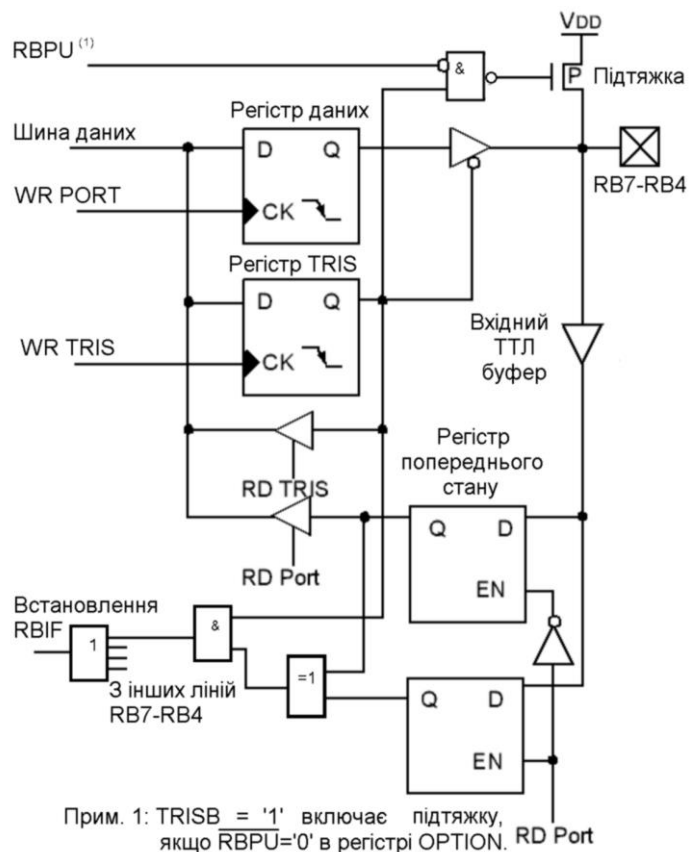 VDD
RBPU (1)
&
P
Підтяжка
Регістр даних
Шина даних
D Q
RB7-RB4
WR PORT
CK
Регістр TRIS
D Q
WR TRIS
CK
Вхідний
ТТЛ
буфер
RD TRIS
Регістр
попереднього
стану
Q D
EN
RD Port
Встановлення
RBIF
1
&
=1
З інших ліній
RB7-RB4
Q D
EN
RD Port
Прим. 1: TRISB = '1' включає підтяжку,
якщо RBPU='0' в регістрі OPTION.